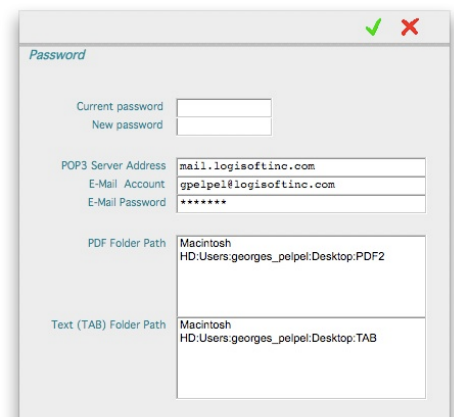 Password
Current password
New password
POP3 Server Address mail.logisoftinc.com
E-Mail Account gpelpel@logisoftinc.com
E-Mail Password *******
PDF Folder Path Macintosh
HD:Users:georges_pelpel:Desktop:PDF2
Text (TAB) Folder Path Macintosh
HD:Users:georges_pelpel:Desktop:TAB